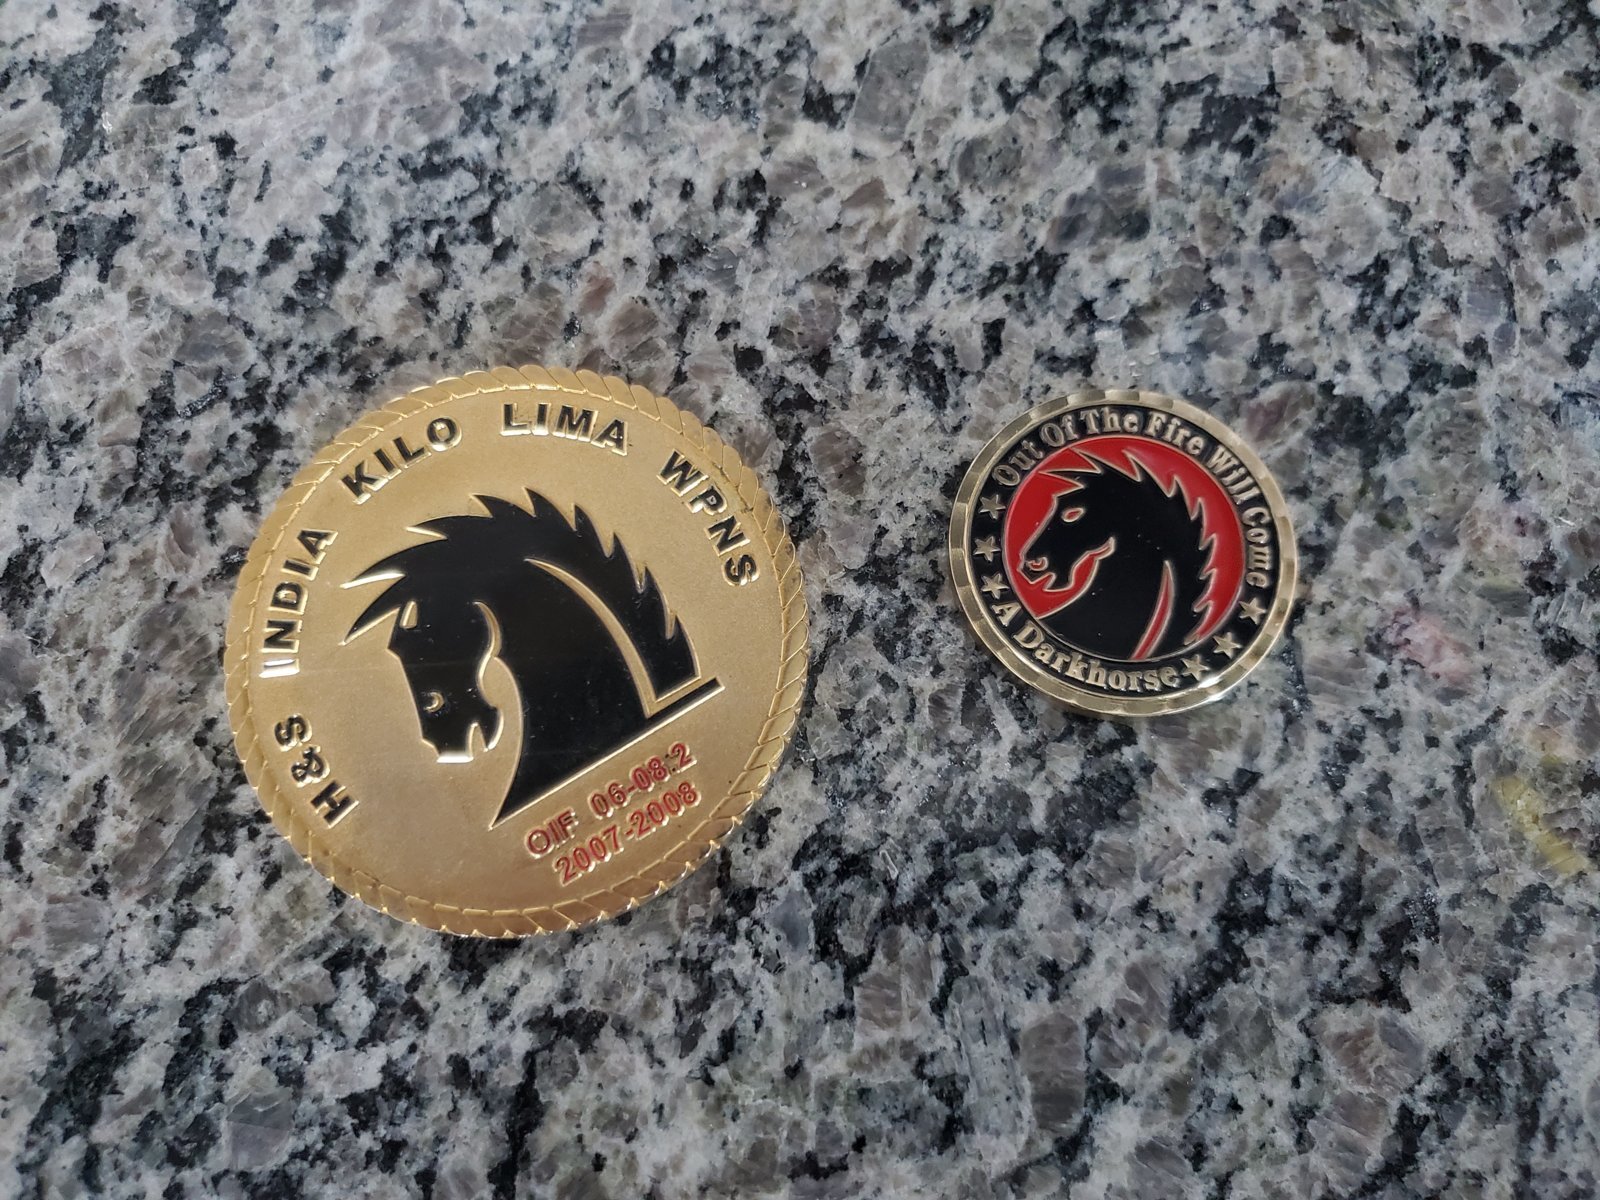 H&S INDIA KILO LIMA WPNS
OIF 06-08.2
2007-2008
Out Of The Fire Will Come
A Darkhorse